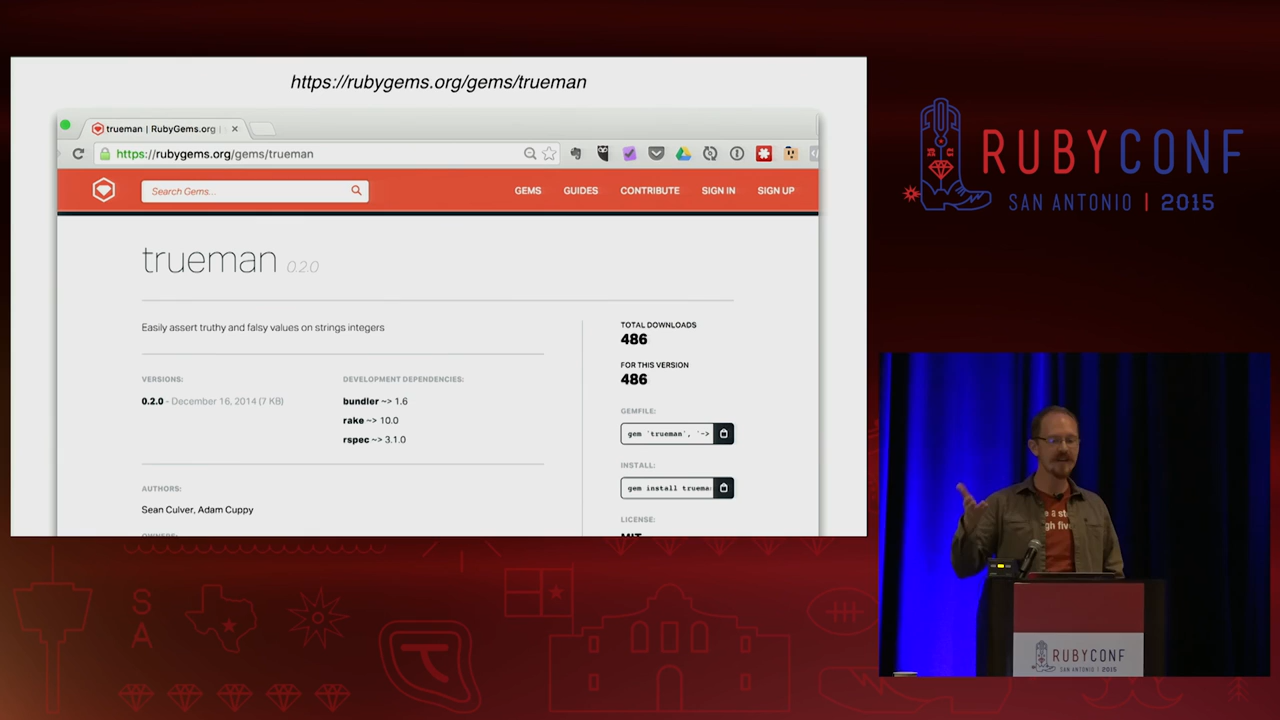 https://rubygems.org/gems/trueman
trueman | RubyGems.org |
https://rubygems.org/gems/trueman
Search Gems...
GEMS GUIDES CONTRIBUTE SIGN IN SIGN UP
trueman 0.2.0
Easily assert truthy and falsy values on strings integers
VERSIONS:
0.2.0 - December 16, 2014 (7 KB)
DEVELOPMENT DEPENDENCIES:
bundler ~> 1.6
rake ~> 10.0
rspec ~> 3.1.0
AUTHORS:
Sean Culver, Adam Cuppy
OWNERS:
TOTAL DOWNLOADS
486
FOR THIS VERSION
486
GEMFILE:
gem 'trueman', '~>
INSTALL:
gem install truema
LICENSE:
MIT
RUBYCONF
SAN ANTONIO | 2015
S
A
RUBYCONF
SAN ANTONIO | 2015